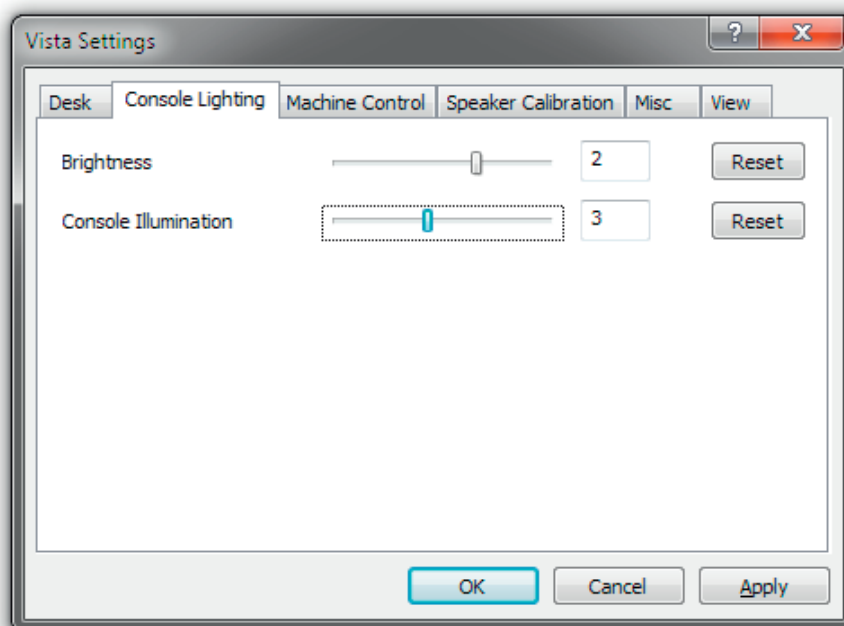 Vista Settings
?
Desk Console Lighting Machine Control Speaker Calibration Misc View
Brightness 2 Reset
Console Illumination 3 Reset
OK Cancel Apply